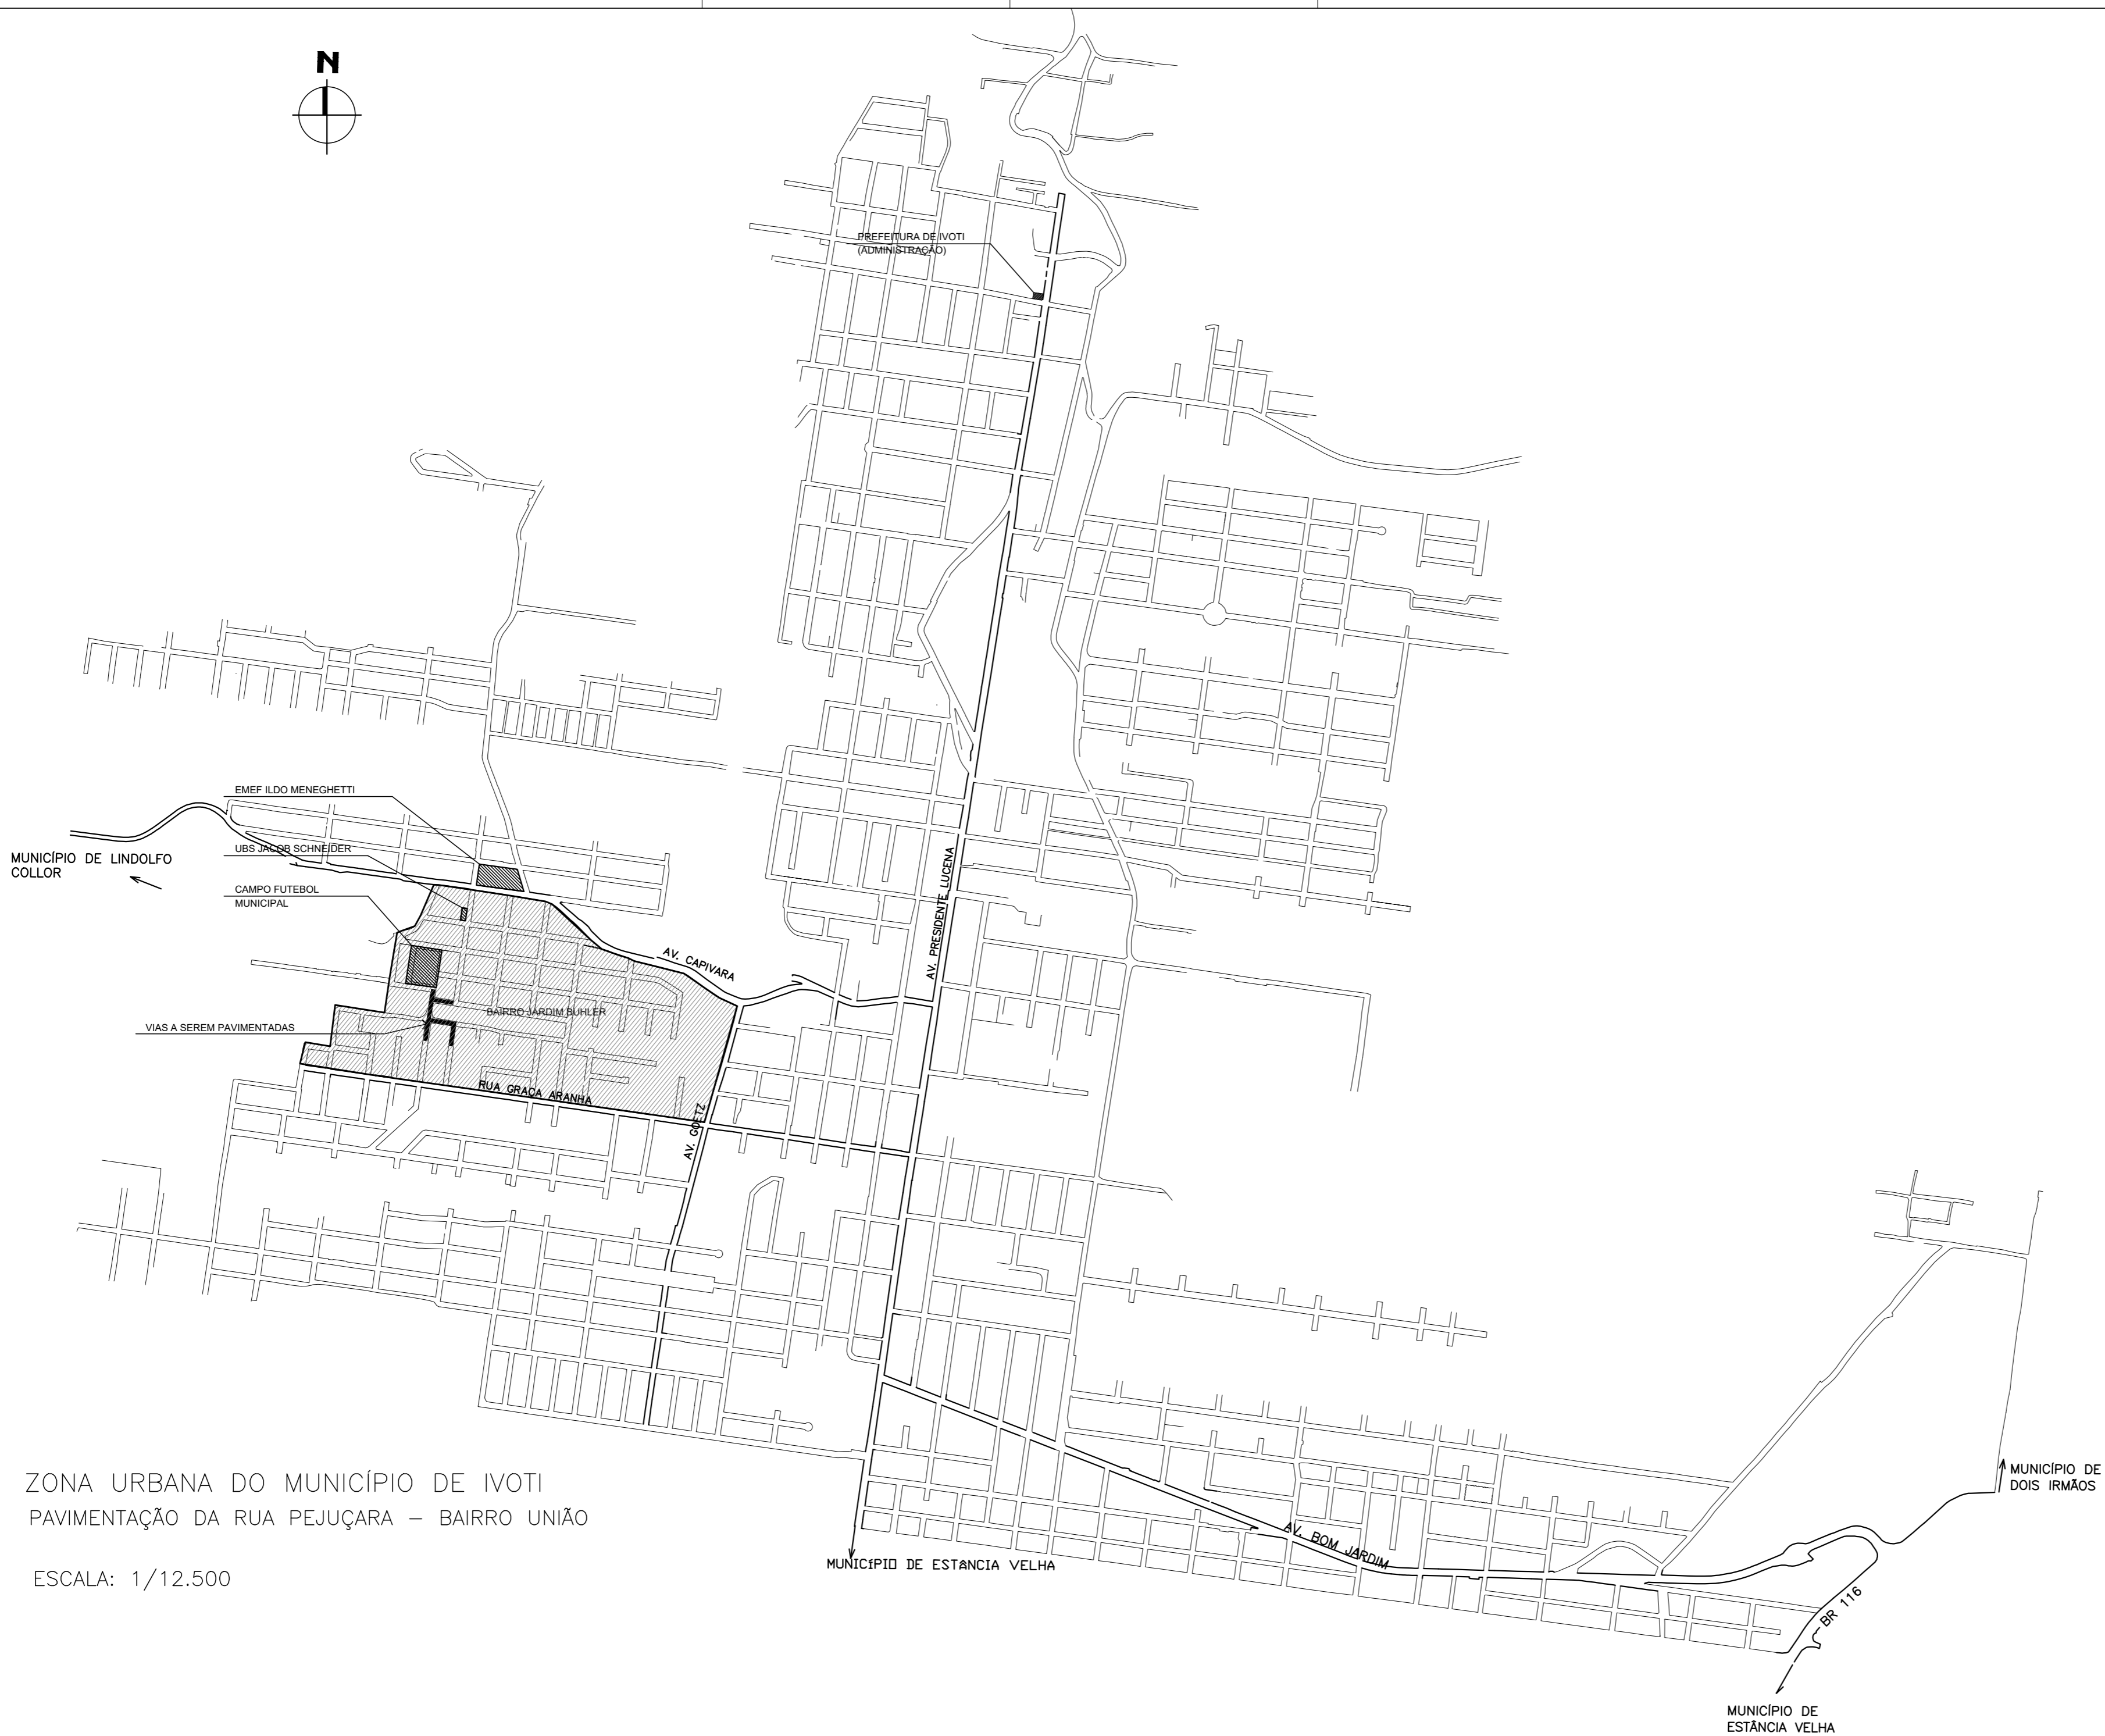 N
PREFEITURA DE IVOTI
(ADMINISTRAÇÃO)
EMEF ILDO MENEGHETTI
UBS JACOB SCHNEIDER
MUNICÍPIO DE LINDOLFO
COLLOR
CAMPO FUTEBOL
MUNICIPAL
AV. PRESIDENTE LUCENA
AV. CAPIVARA
BAIRRO JARDIM BUHLER
VIAS A SEREM PAVIMENTADAS
RUA GRAÇA ARANHA
AV. GOETZ
ZONA URBANA DO MUNICÍPIO DE IVOTI
PAVIMENTAÇÃO DA RUA PEJUÇARA – BAIRRO UNIÃO
ESCALA: 1/12.500
MUNICÍPIO DE ESTÂNCIA VELHA
AV. BOM JARDIM
MUNICÍPIO DE
DOIS IRMÃOS
BR 116
MUNICÍPIO DE
ESTÂNCIA VELHA